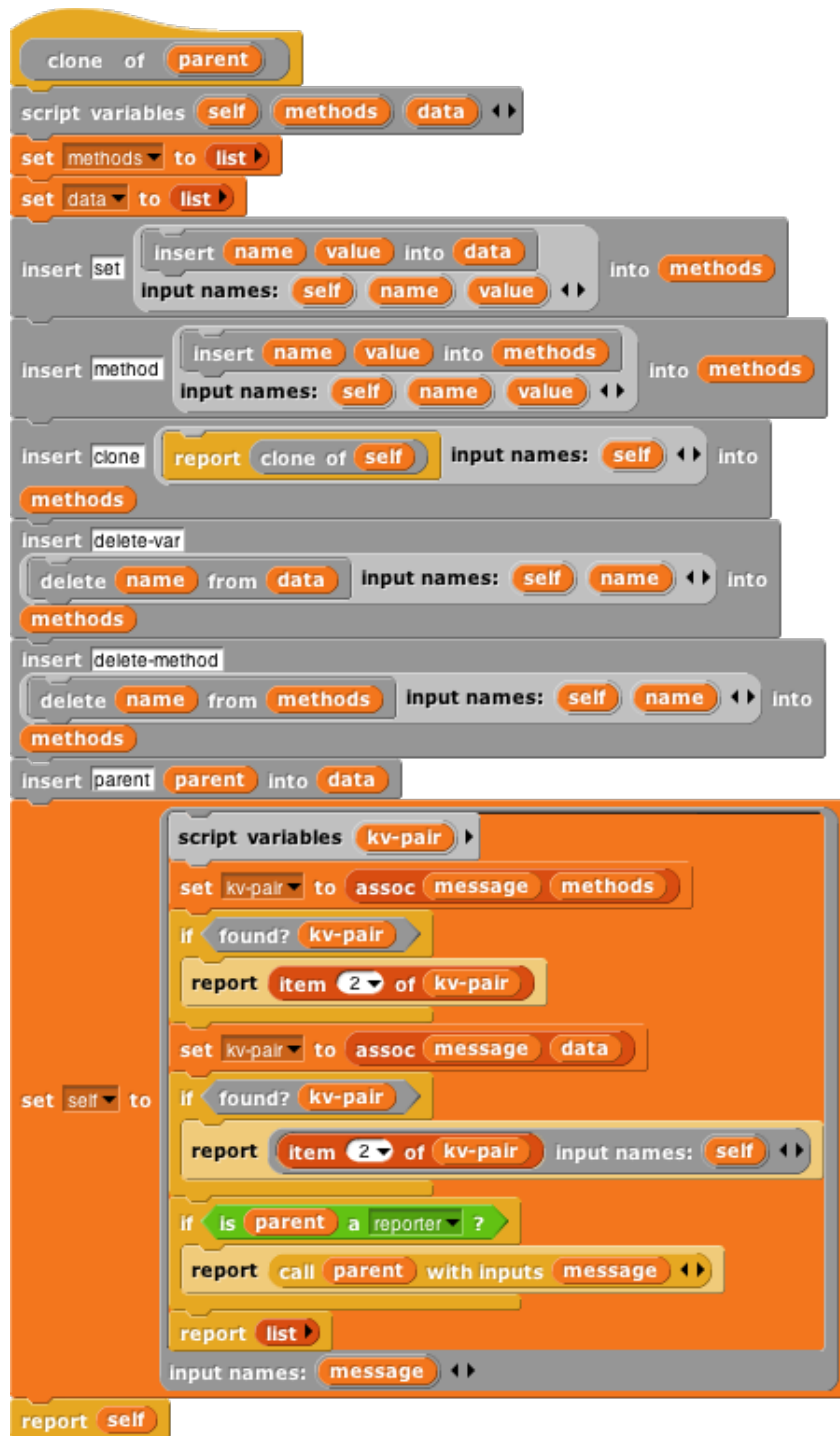 clone of parent
script variables self methods data
set methods to list
set data to list
insert name value into data
insert set into methods
input names: self name value
insert name value into methods
insert method into methods
input names: self name value
insert clone report clone of self input names: self into
methods
insert delete-var
delete name from data input names: self name into
methods
insert delete-method
delete name from methods input names: self name into
methods
insert parent parent into data
script variables kv-pair
set kv-pair to assoc message methods
if found? kv-pair
report item 2 of kv-pair
set kv-pair to assoc message data
set self to if found? kv-pair
report item 2 of kv-pair input names: self
if is parent a reporter ?
report call parent with inputs message
report list
input names: message
report self